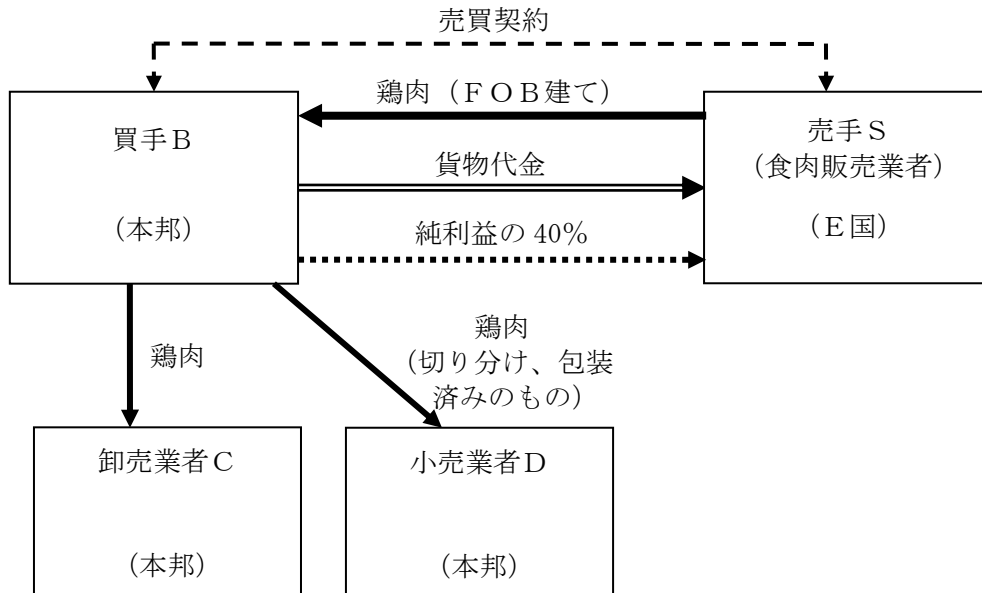 売買契約
鶏肉（ＦＯＢ建て）
買手Ｂ
（本邦）
売手Ｓ
（食肉販売業者）
（Ｅ国）
貨物代金
純利益の 40%
鶏肉
鶏肉
（切り分け、包装
済みのもの）
卸売業者Ｃ
（本邦）
小売業者Ｄ
（本邦）